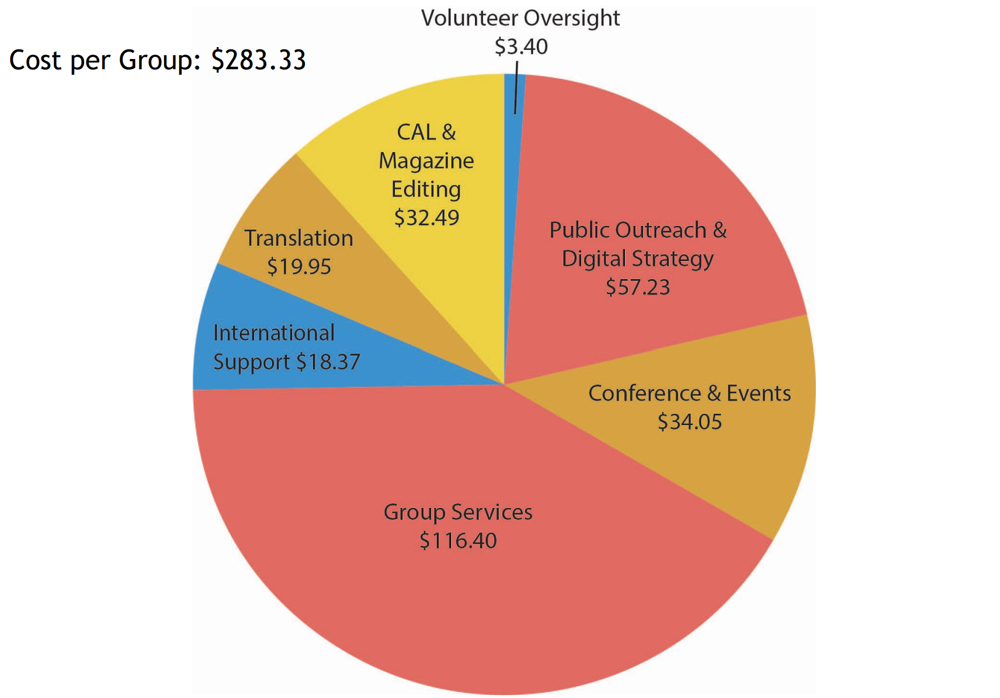 Volunteer Oversight
$3.40
Cost per Group: $283.33
CAL &
Magazine
Editing
$32.49
Public Outreach &
Digital Strategy
$57.23
Translation
$19.95
International
Support $18.37
Conference & Events
$34.05
Group Services
$116.40